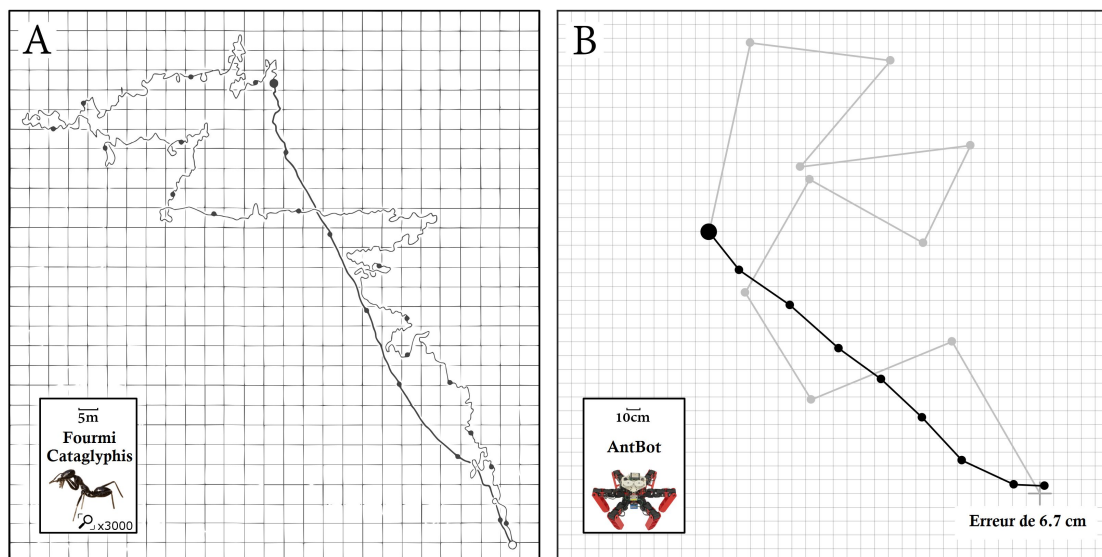 A
5m
Fourmi
Cataglyphis
x3000
B
10cm
AntBot
Erreur de 6.7 cm